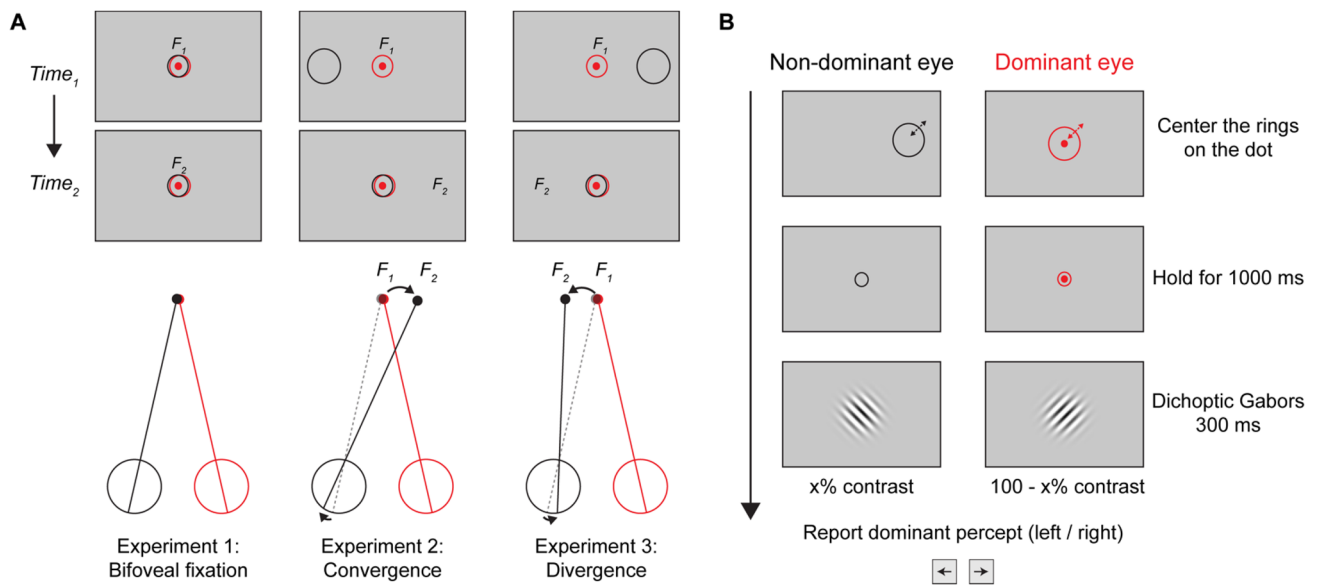 A
F1
F1
F1
Time1
F2
F2
F2
Time2
F1 F2
F2 F1
Experiment 1:
Bifoveal fixation
Experiment 2:
Convergence
Experiment 3:
Divergence
B
Non-dominant eye
Dominant eye
Center the rings
on the dot
Hold for 1000 ms
Dichoptic Gabors
300 ms
x% contrast
100 - x% contrast
Report dominant percept (left / right)
← →